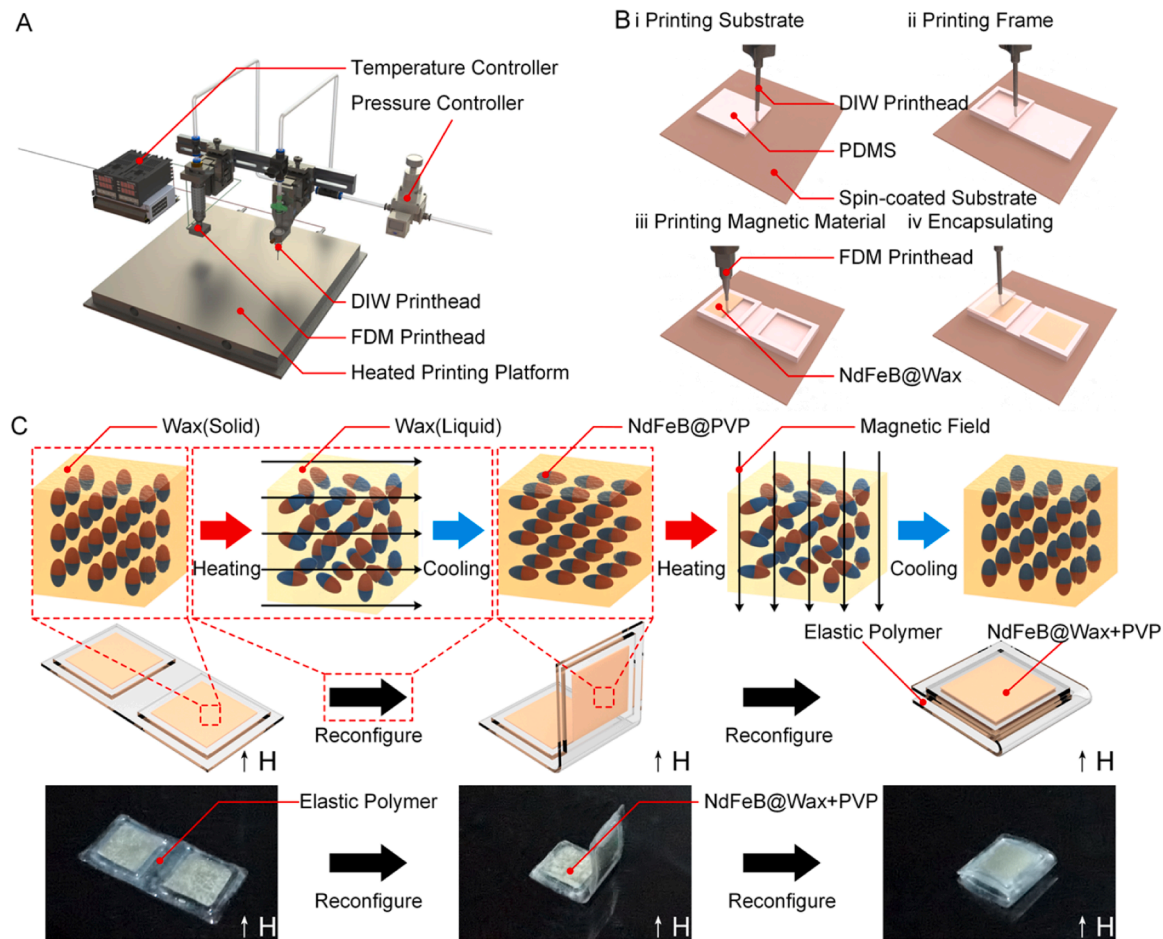 A
Temperature Controller
Pressure Controller
DIW Printhead
FDM Printhead
Heated Printing Platform
B
i Printing Substrate
ii Printing Frame
DIW Printhead
PDMS
Spin-coated Substrate
iii Printing Magnetic Material
iv Encapsulating
FDM Printhead
NdFeB@Wax
C
Wax(Solid)
Wax(Liquid)
NdFeB@PVP
Magnetic Field
Heating
Cooling
Heating
Cooling
Elastic Polymer
NdFeB@Wax+PVP
Reconfigure
Reconfigure
H
H
H
Elastic Polymer
NdFeB@Wax+PVP
Reconfigure
Reconfigure
H
H
H